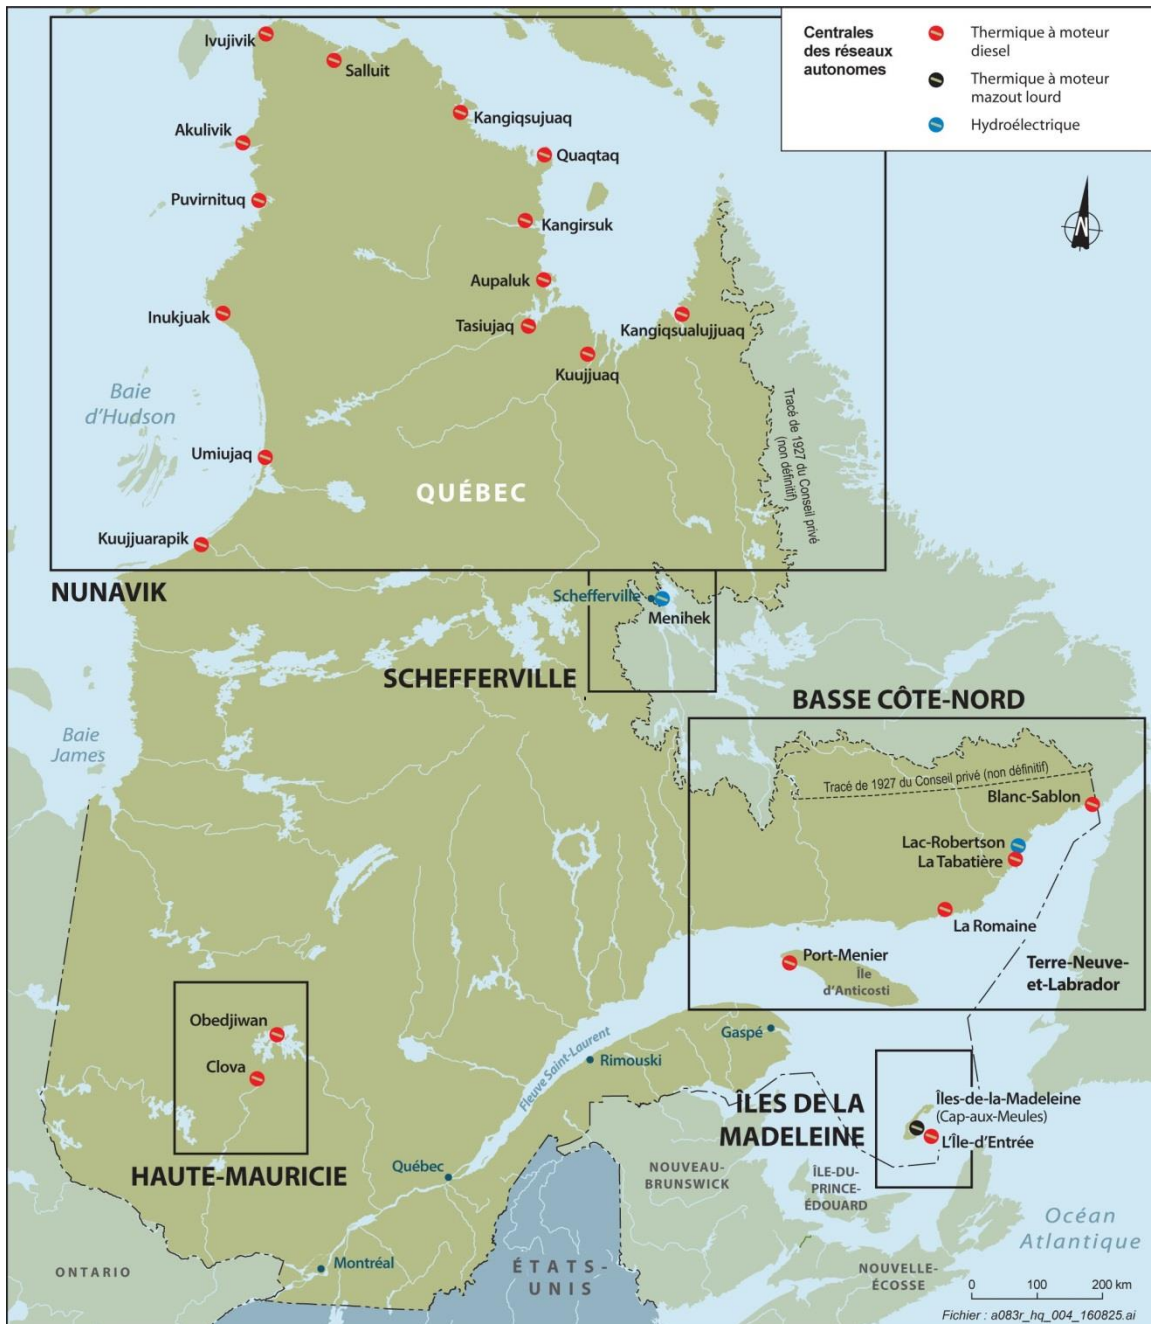 Centrales
des réseaux
autonomes
Thermique à moteur
diesel
Thermique à moteur
mazout lourd
Hydroélectrique
N
Ivujivik
Salluit
Kangiqsujuaq
Akulivik
Quaqtaq
Puvirnituq
Kangirsuk
Aupaluk
Inukjuak
Tasiujaq
Kangiqsualujjuaq
Kuujjuaq
Baie
d'Hudson
Tracé de 1927 du Conseil privé
(non définitif)
Umiujaq
QUÉBEC
Kuujjuarapik
NUNAVIK
Schefferville
Menihek
SCHEFFERVILLE
BASSE CÔTE-NORD
Baie
James
Tracé de 1927 du Conseil privé (non définitif)
Blanc-Sablon
Lac-Robertson
La Tabatière
La Romaine
Port-Menier
Île
d'Anticosti
Terre-Neuve-
et-Labrador
Obedjiwan
Clova
HAUTE-MAURICIE
Gaspé
Rimouski
Fleuve Saint-Laurent
ÎLES DE LA
MADELEINE
Îles-de-la-Madeleine
(Cap-aux-Meules)
L'Île-d'Entrée
Québec
NOUVEAU-
BRUNSWICK
ÎLE-DU-
PRINCE-
ÉDOUARD
Océan
Atlantique
Montréal
ONTARIO
ÉTATS-
UNIS
NOUVELLE-
ÉCOSSE
0 100 200 km
Fichier : a083r_hq_004_160825.ai